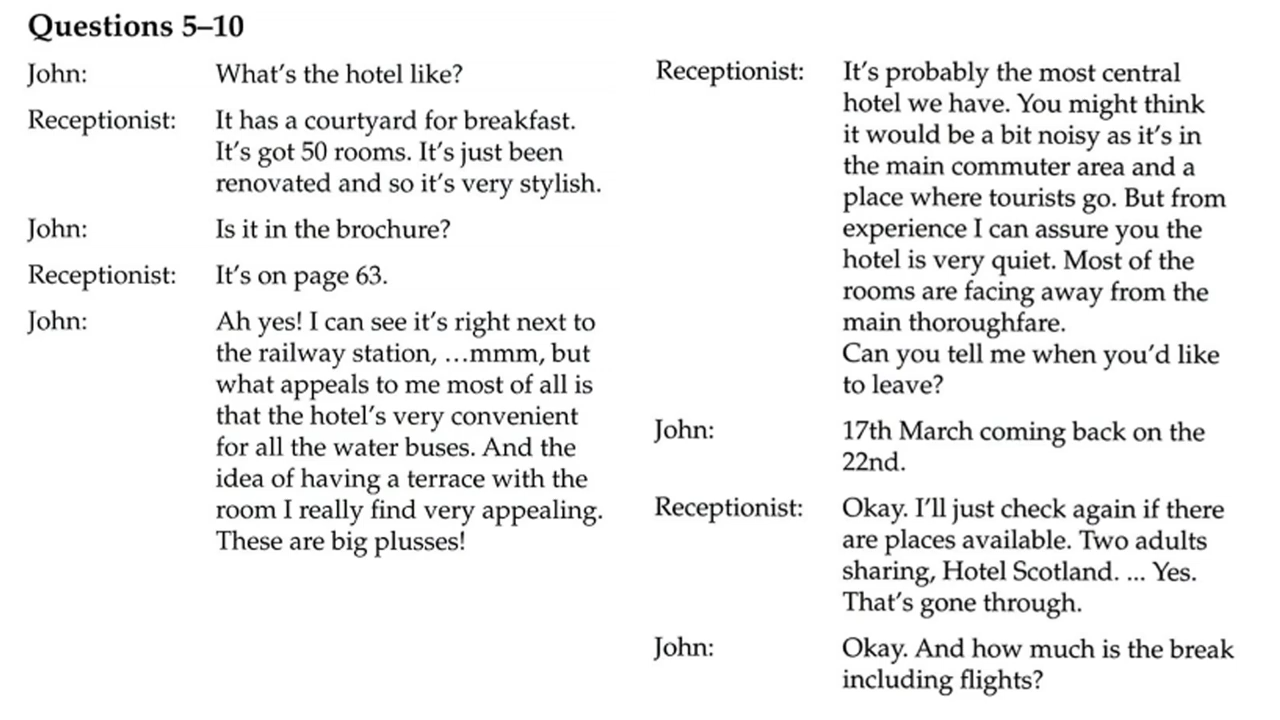 Questions 5–10
John: What's the hotel like?
Receptionist: It has a courtyard for breakfast.
It's got 50 rooms. It's just been
renovated and so it's very stylish.
John: Is it in the brochure?
Receptionist: It's on page 63.
John: Ah yes! I can see it's right next to
the railway station, …mmm, but
what appeals to me most of all is
that the hotel's very convenient
for all the water buses. And the
idea of having a terrace with the
room I really find very appealing.
These are big plusses!
Receptionist: It's probably the most central
hotel we have. You might think
it would be a bit noisy as it's in
the main commuter area and a
place where tourists go. But from
experience I can assure you the
hotel is very quiet. Most of the
rooms are facing away from the
main thoroughfare.
Can you tell me when you'd like
to leave?
John: 17th March coming back on the
22nd.
Receptionist: Okay. I'll just check again if there
are places available. Two adults
sharing, Hotel Scotland. ... Yes.
That's gone through.
John: Okay. And how much is the break
including flights?